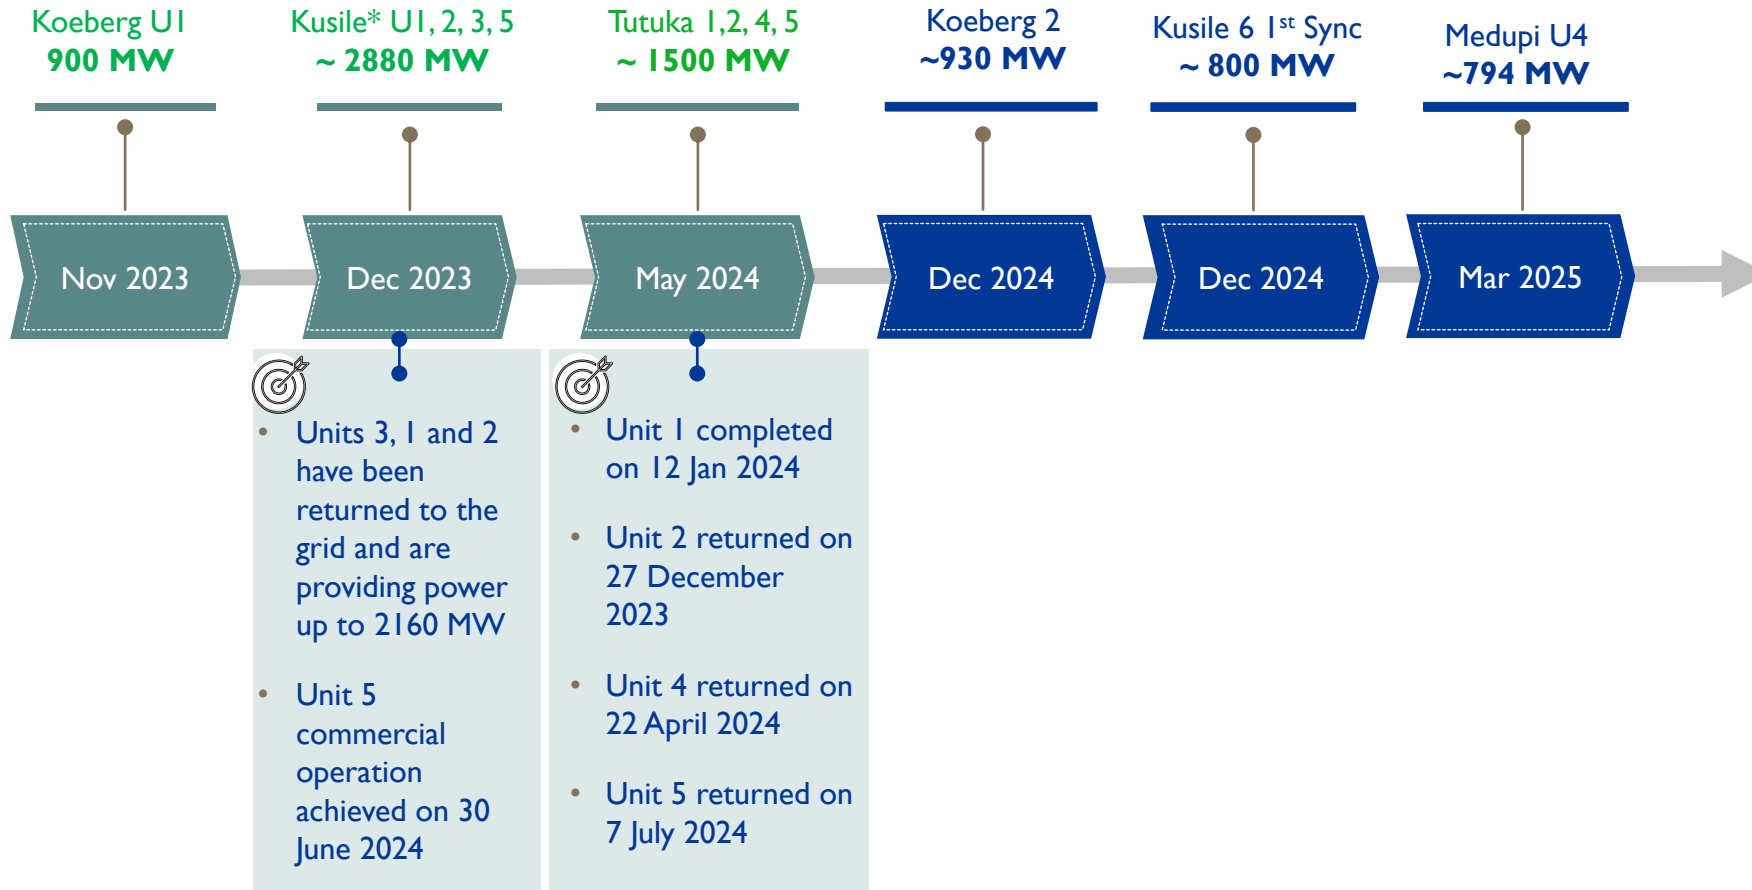 Koeberg U1
900 MW
Kusile* U1, 2, 3, 5
~ 2880 MW
Tutuka 1,2, 4, 5
~ 1500 MW
Koeberg 2
~930 MW
Kusile 6 1st Sync
~ 800 MW
Medupi U4
~794 MW
Nov 2023
Dec 2023
May 2024
Dec 2024
Dec 2024
Mar 2025
• Units 3, 1 and 2
have been
returned to the
grid and are
providing power
up to 2160 MW
• Unit 5
commercial
operation
achieved on 30
June 2024
• Unit 1 completed
on 12 Jan 2024
• Unit 2 returned on
27 December
2023
• Unit 4 returned on
22 April 2024
• Unit 5 returned on
7 July 2024